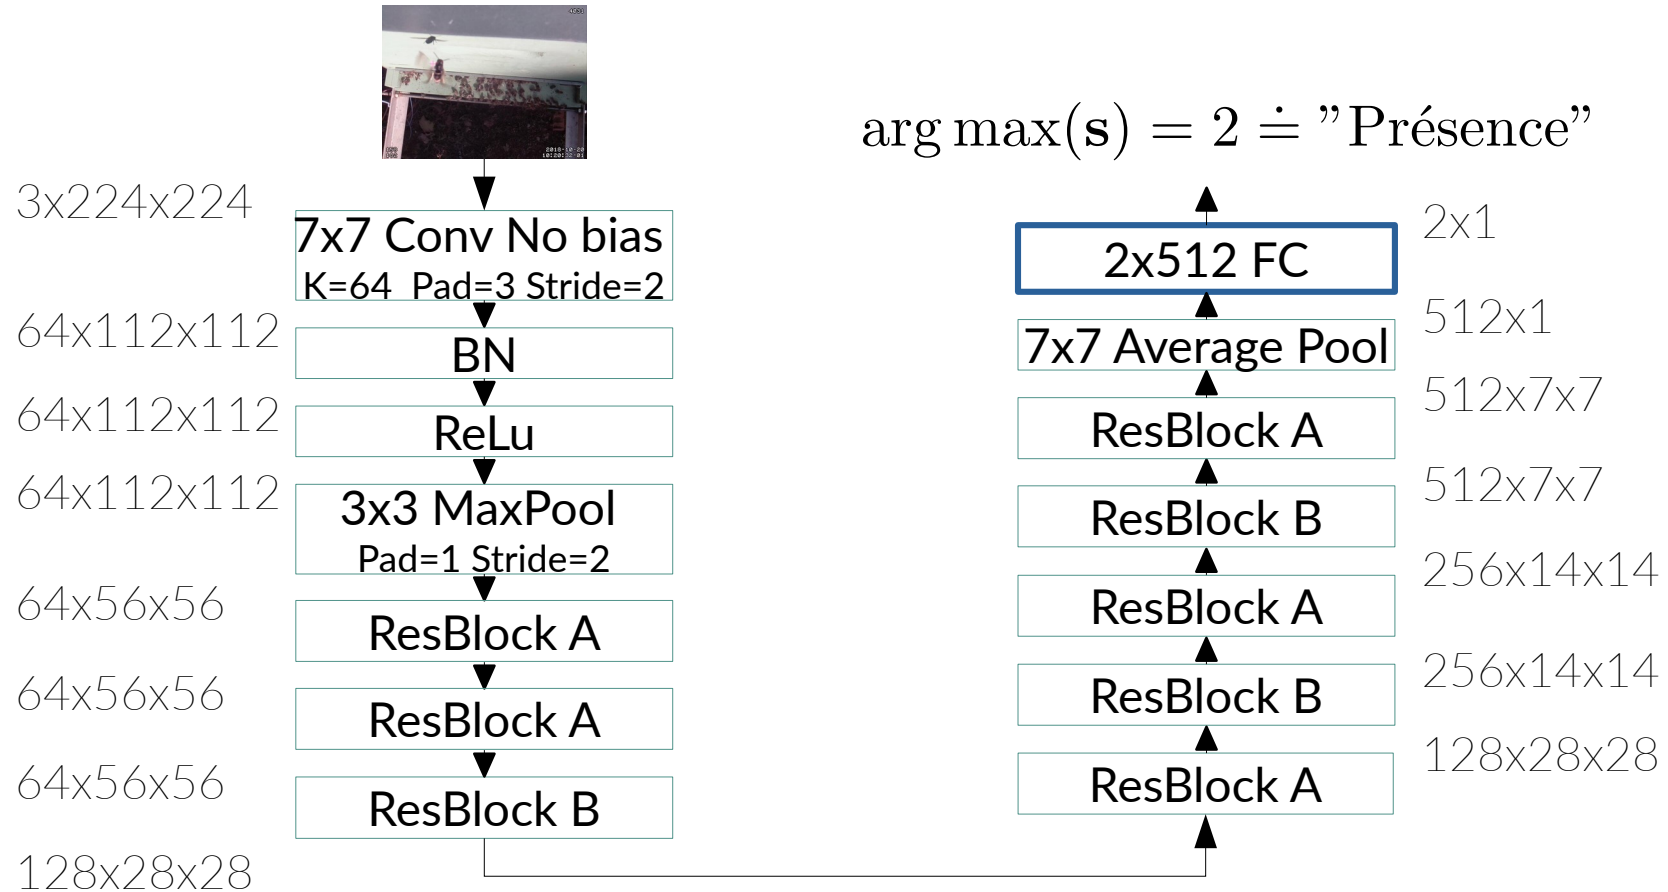 3x224x224
7x7 Conv No bias
K=64 Pad=3 Stride=2
64x112x112
BN
64x112x112
ReLu
64x112x112
3x3 MaxPool
Pad=1 Stride=2
64x56x56
ResBlock A
64x56x56
ResBlock A
64x56x56
ResBlock B
128x28x28
arg max(s) = 2 ≐ ”Présence”
2x1
2x512 FC
512x1
7x7 Average Pool
512x7x7
ResBlock A
512x7x7
ResBlock B
256x14x14
ResBlock A
256x14x14
ResBlock B
128x28x28
ResBlock A